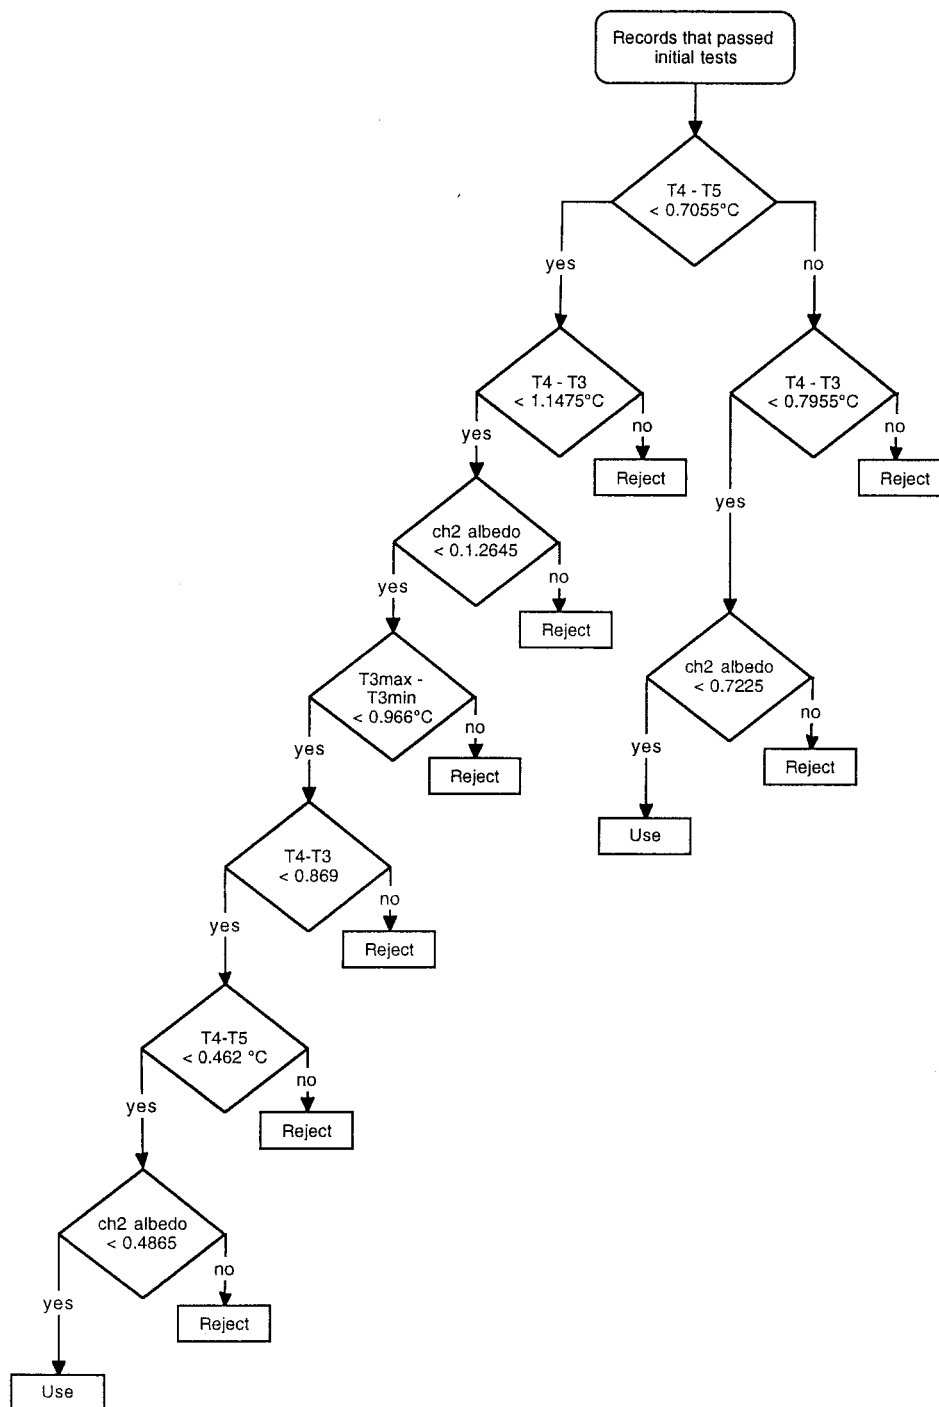 Records that passed
initial tests
T4 - T5
< 0.7055°C
yes
no
T4 - T3
< 1.1475°C
T4 - T3
< 0.7955°C
yes
no
no
Reject
Reject
yes
ch2 albedo
< 0.1.2645
yes
no
Reject
ch2 albedo
< 0.7225
T3max -
T3min
< 0.966°C
yes
no
yes
no
Reject
Reject
Use
T4-T3
< 0.869
yes
no
Reject
T4-T5
< 0.462 °C
yes
no
Reject
ch2 albedo
< 0.4865
yes
no
Reject
Use